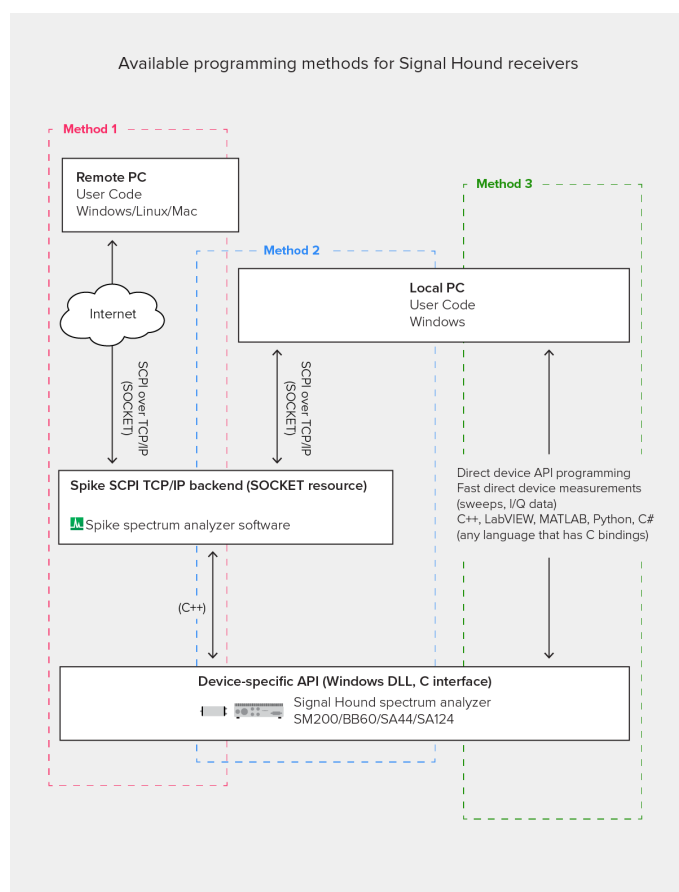 Available programming methods for Signal Hound receivers
Method 1
Remote PC
User Code
Windows/Linux/Mac
Method 3
Method 2
Local PC
User Code
Windows
Internet
SCPI over TCP/IP
(SOCKET)
SCPI over TCP/IP
(SOCKET)
Direct device API programming
Fast direct device measurements
(sweeps, I/Q data)
C++, LabVIEW, MATLAB, Python, C#
(any language that has C bindings)
Spike SCPI TCP/IP backend (SOCKET resource)
Spike spectrum analyzer software
(C++)
Device-specific API (Windows DLL, C interface)
Signal Hound spectrum analyzer
SM200/BB60/SA44/SA124